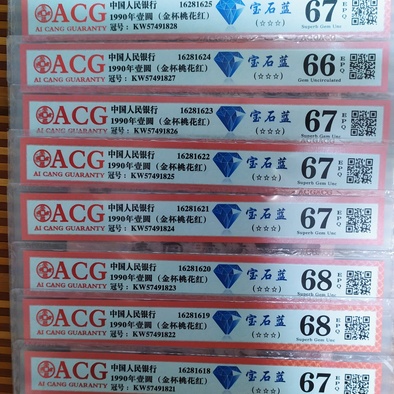 ACG
AI CANG GUARANTY
中国人民银行 16281625
1990年壹圆（金杯桃花红）
冠号：KW57491828
宝石蓝
（☆☆☆）
67 EPQ
Superb Gem Unc
ACG
AI CANG GUARANTY
中国人民银行 16281624
1990年壹圆（金杯桃花红）
冠号：KW57491827
宝石蓝
（☆☆☆）
66 EPQ
Gem Uncirculated
ACG
AI CANG GUARANTY
中国人民银行 16281623
1990年壹圆（金杯桃花红）
冠号：KW57491826
宝石蓝
（☆☆☆）
67 EPQ
Superb Gem Unc
ACG
AI CANG GUARANTY
中国人民银行 16281622
1990年壹圆（金杯桃花红）
冠号：KW57491825
宝石蓝
（☆☆☆）
67 EPQ
Superb Gem Unc
ACG
AI CANG GUARANTY
中国人民银行 16281621
1990年壹圆（金杯桃花红）
冠号：KW57491824
宝石蓝
（☆☆☆）
67 EPQ
Superb Gem Unc
ACG
AI CANG GUARANTY
中国人民银行 16281620
1990年壹圆（金杯桃花红）
冠号：KW57491823
宝石蓝
（☆☆☆）
68 EPQ
Superb Gem Unc
ACG
AI CANG GUARANTY
中国人民银行 16281619
1990年壹圆（金杯桃花红）
冠号：KW57491822
宝石蓝
（☆☆☆）
68 EPQ
Superb Gem Unc
ACG
AI CANG GUARANTY
中国人民银行 16281618
1990年壹圆（金杯桃花红）
冠号：KW57491821
宝石蓝
（☆☆☆）
67 EPQ
Superb Gem Unc